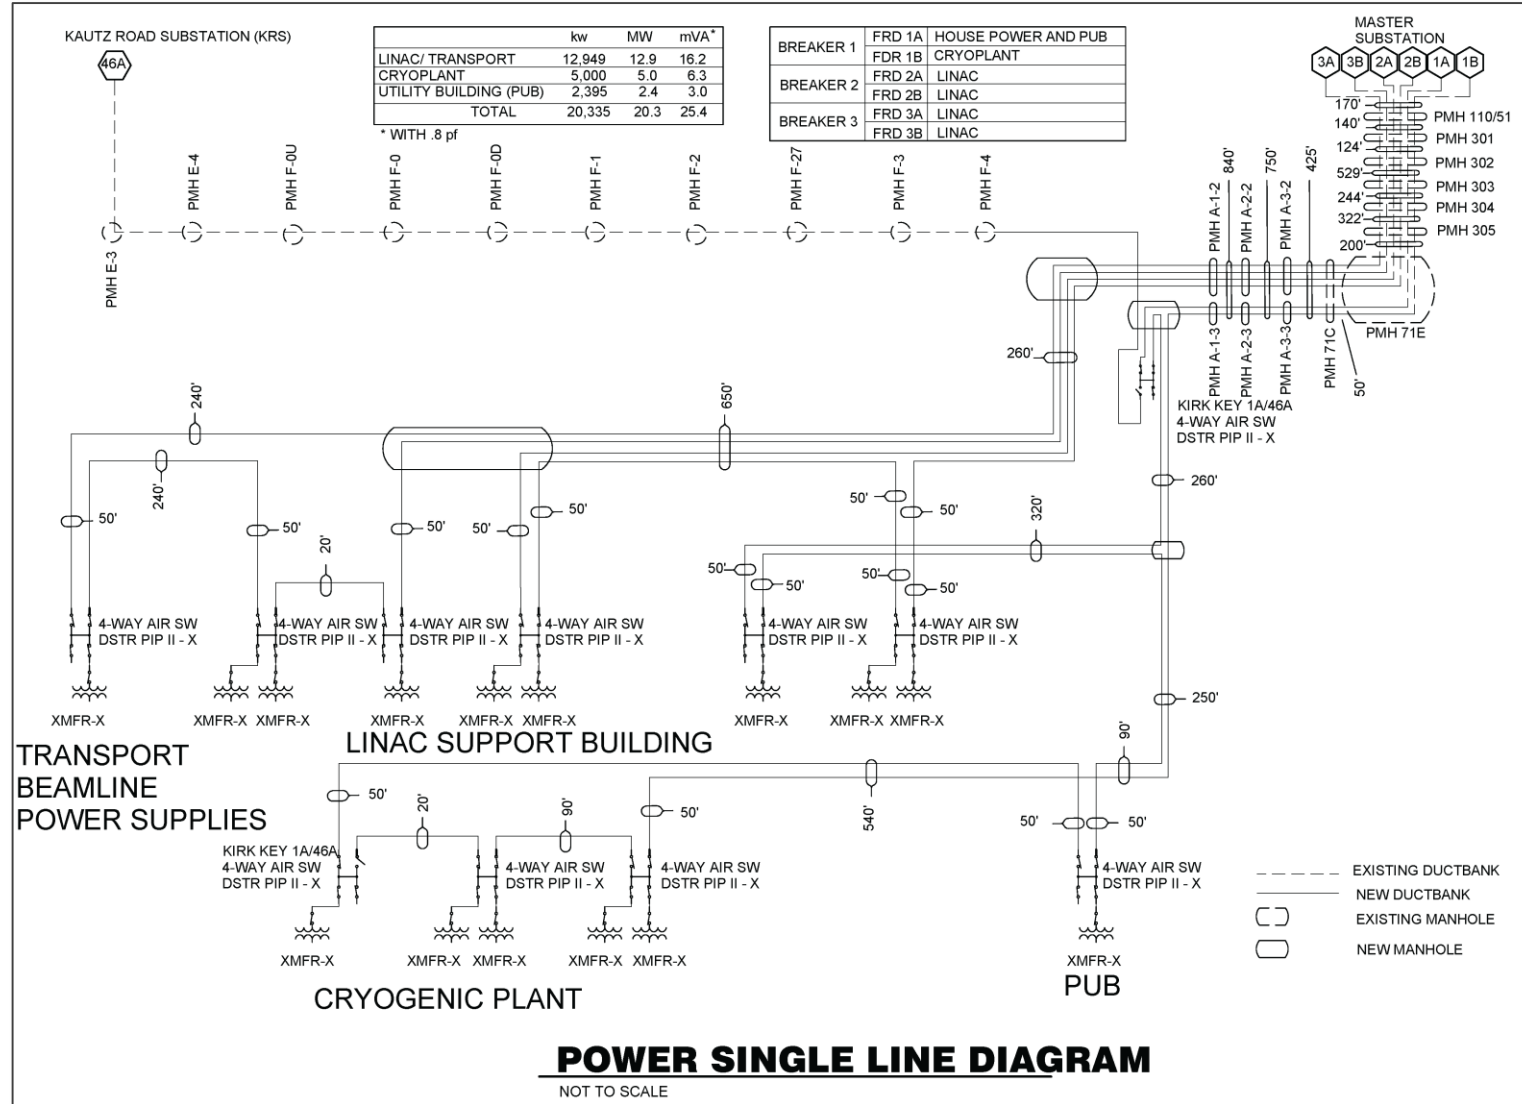 KAUTZ ROAD SUBSTATION (KRS)
46A
kw MW mVA*
LINAC/ TRANSPORT 12,949 12.9 16.2
CRYOPLANT 5,000 5.0 6.3
UTILITY BUILDING (PUB) 2,395 2.4 3.0
TOTAL 20,335 20.3 25.4
* WITH .8 pf
BREAKER 1 FRD 1A HOUSE POWER AND PUB
FDR 1B CRYOPLANT
BREAKER 2 FRD 2A LINAC
FRD 2B LINAC
BREAKER 3 FRD 3A LINAC
FRD 3B LINAC
MASTER
SUBSTATION
3A 3B 2A 2B 1A 1B
170'
PMH 110/51
140'
PMH 301
124'
PMH 302
529'
PMH 303
244'
PMH 304
322'
PMH 305
200'
PMH E-3
PMH E-4
PMH F-0U
PMH F-0
PMH F-0D
PMH F-1
PMH F-2
PMH F-27
PMH F-3
PMH F-4
PMH A-1-2
840'
PMH A-2-2
750'
PMH A-3-2
425'
PMH 71E
PMH A-1-3
PMH A-2-3
PMH A-3-3
PMH 71C
50'
260'
KIRK KEY 1A/46A
4-WAY AIR SW
DSTR PIP II - X
240'
650'
240'
260'
50'
50'
50'
50'
50'
50'
50'
20'
320'
50'
50'
50'
50'
4-WAY AIR SW
DSTR PIP II - X
4-WAY AIR SW
DSTR PIP II - X
4-WAY AIR SW
DSTR PIP II - X
4-WAY AIR SW
DSTR PIP II - X
4-WAY AIR SW
DSTR PIP II - X
4-WAY AIR SW
DSTR PIP II - X
XMFR-X
XMFR-X
XMFR-X
XMFR-X
XMFR-X
XMFR-X
XMFR-X
XMFR-X
XMFR-X
250'
TRANSPORT
BEAMLINE
POWER SUPPLIES
LINAC SUPPORT BUILDING
90'
540'
50'
20'
90'
50'
50'
50'
KIRK KEY 1A/46A
4-WAY AIR SW
DSTR PIP II - X
4-WAY AIR SW
DSTR PIP II - X
4-WAY AIR SW
DSTR PIP II - X
4-WAY AIR SW
DSTR PIP II - X
XMFR-X
XMFR-X
XMFR-X
XMFR-X
XMFR-X
XMFR-X
CRYOGENIC PLANT
PUB
EXISTING DUCTBANK
NEW DUCTBANK
EXISTING MANHOLE
NEW MANHOLE
POWER SINGLE LINE DIAGRAM
NOT TO SCALE